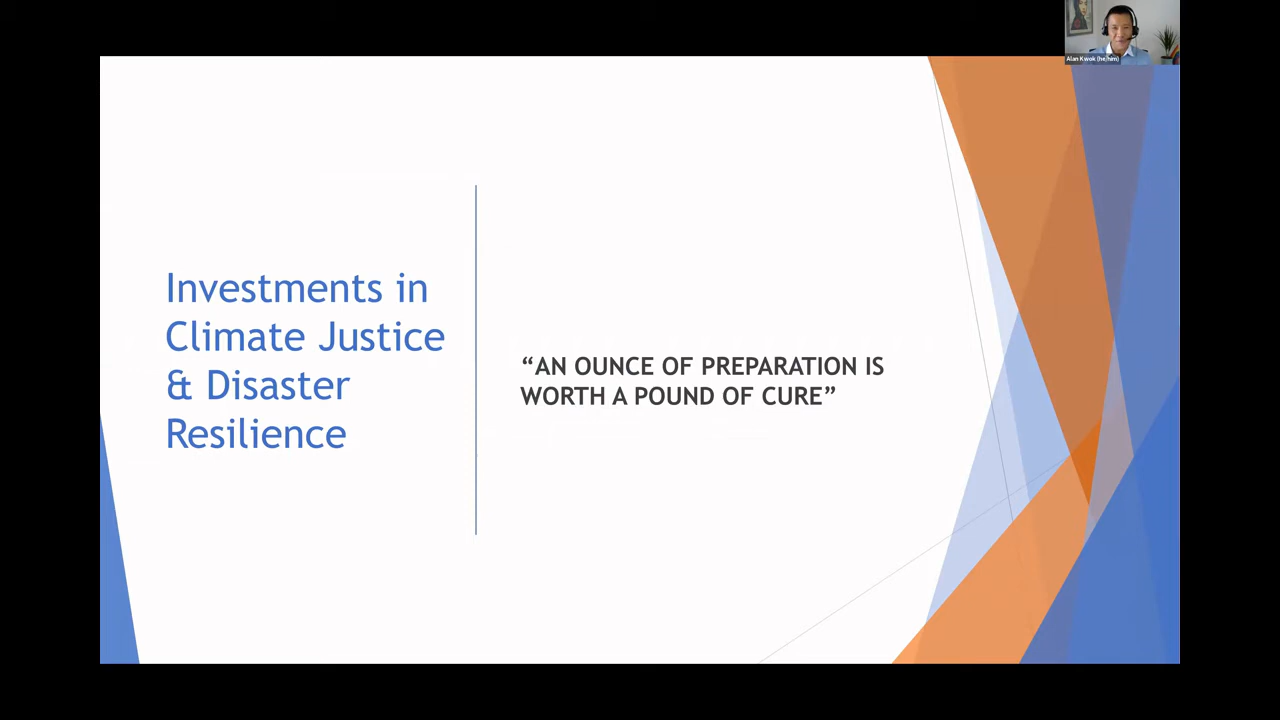 Alan Kwok (he/him)
Investments in
Climate Justice
& Disaster
Resilience
“AN OUNCE OF PREPARATION IS
WORTH A POUND OF CURE”